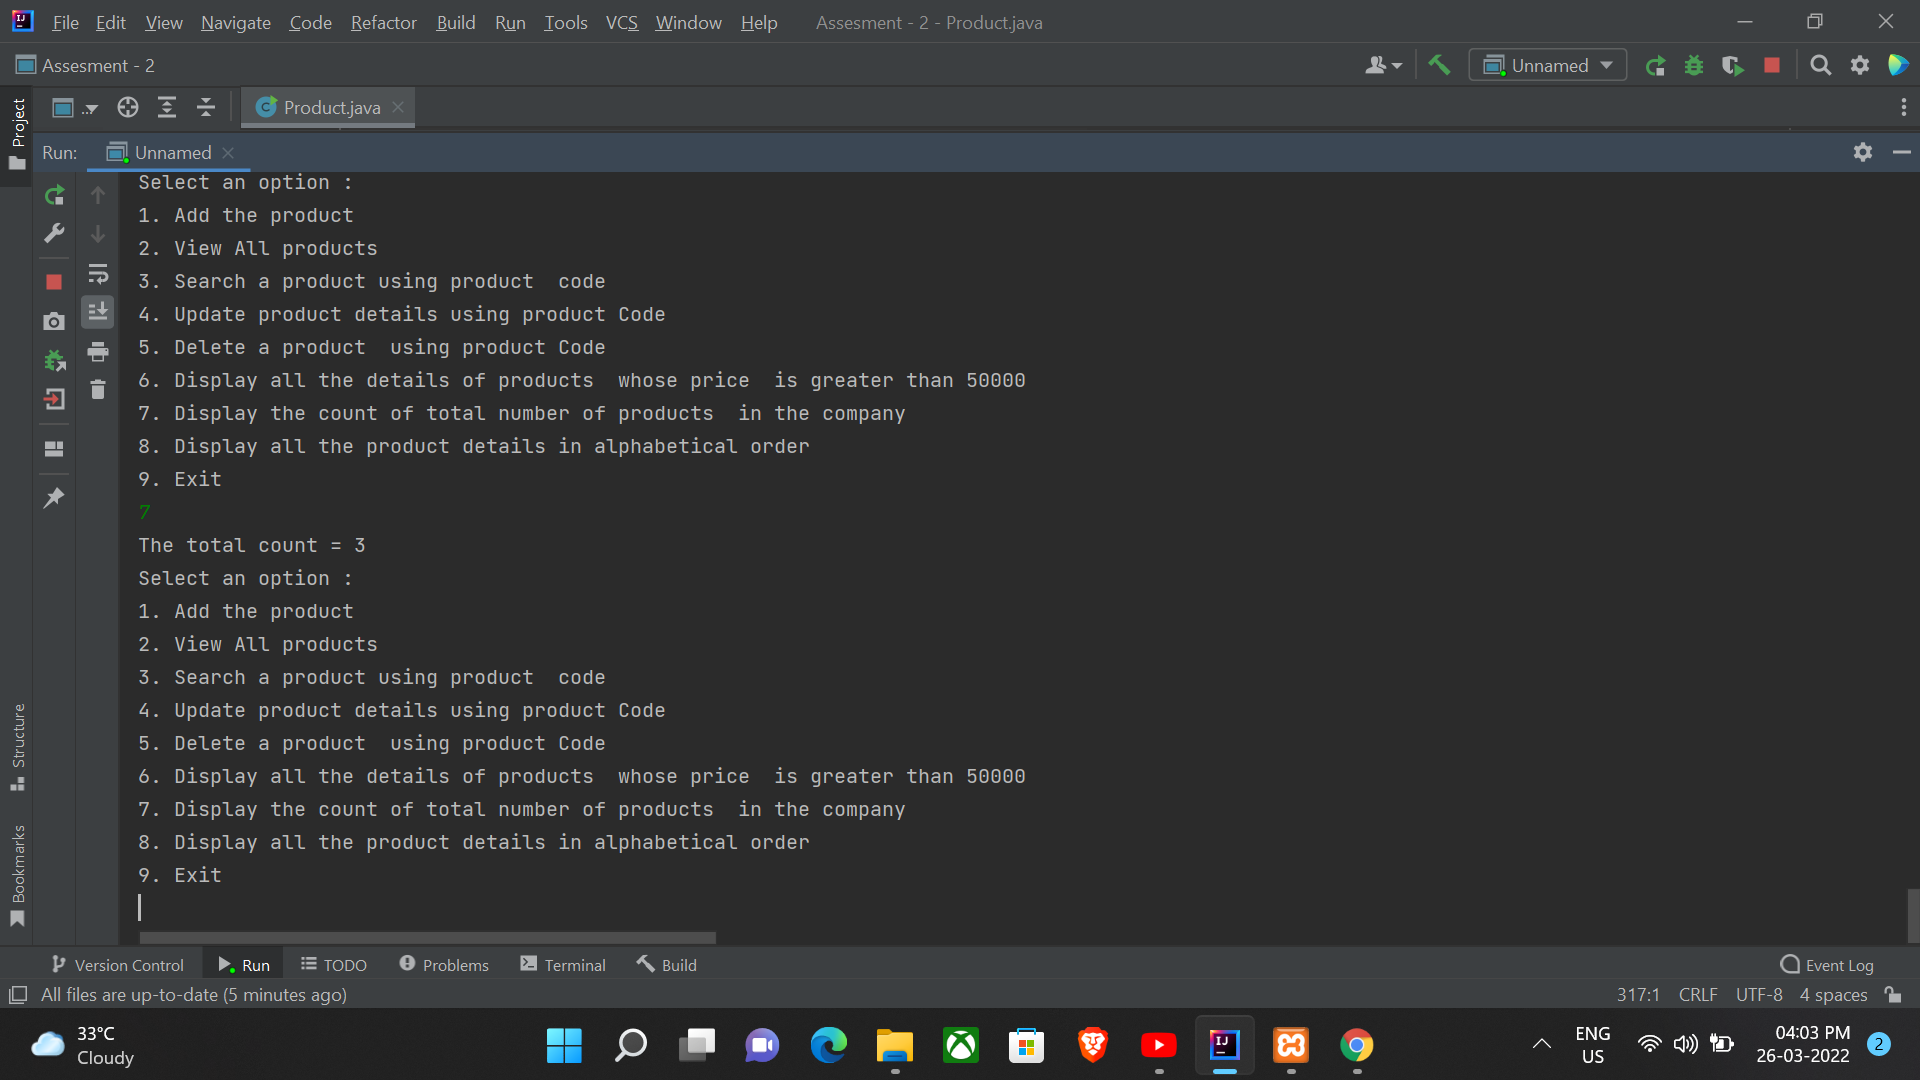 File Edit View Navigate Code Refactor Build Run Tools VCS Window Help Assesment - 2 - Product.java
Assesment - 2 Unnamed
Project
Product.java
Run: Unnamed
Select an option :
1. Add the product
2. View All products
3. Search a product using product  code
4. Update product details using product Code
5. Delete a product  using product Code
6. Display all the details of products  whose price  is greater than 50000
7. Display the count of total number of products  in the company
8. Display all the product details in alphabetical order
9. Exit
7
The total count = 3
Select an option :
1. Add the product
2. View All products
3. Search a product using product  code
4. Update product details using product Code
5. Delete a product  using product Code
6. Display all the details of products  whose price  is greater than 50000
7. Display the count of total number of products  in the company
8. Display all the product details in alphabetical order
9. Exit
Structure
Bookmarks
Version Control Run TODO Problems Terminal Build Event Log
All files are up-to-date (5 minutes ago) 317:1 CRLF UTF-8 4 spaces
33°C
Cloudy
ENG
US
04:03 PM
26-03-2022
2